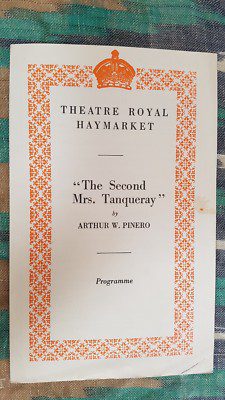 THEATRE ROYAL
HAYMARKET
"The Second
Mrs. Tanqueray"
by
ARTHUR W. PINERO
Programme